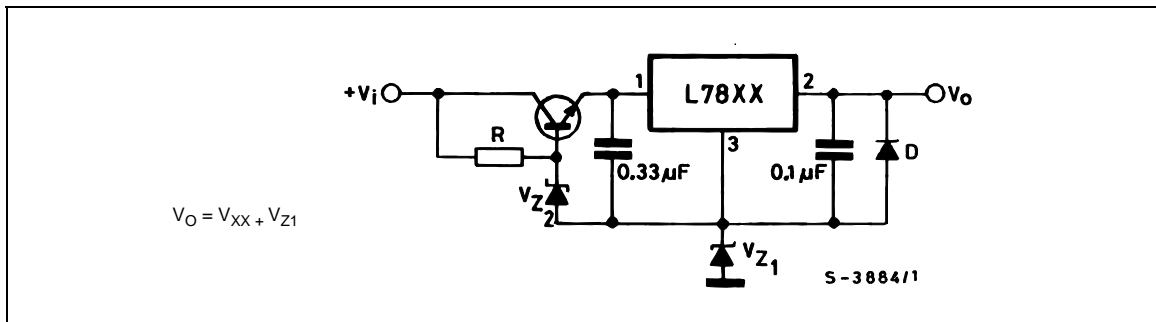 +Vi
1
L78XX
2
Vo
R
3
0.33µF
0.1µF
D
VZ2
VO = VXX + VZ1
VZ1
S-3884/1